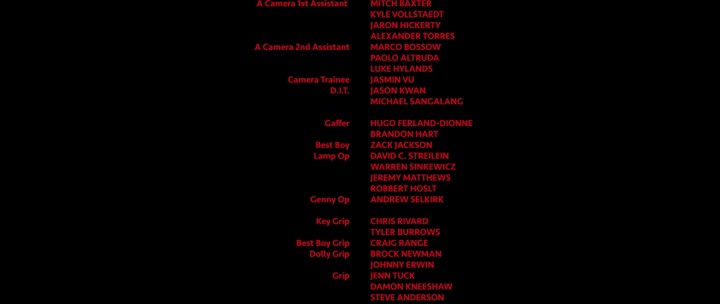 A Camera 1st Assistant MITCH BAXTER
KYLE VOLLSTAEDT
JARON HICKERTY
ALEXANDER TORRES
A Camera 2nd Assistant MARCO BOSSOW
PAOLO ALTRUDA
LUKE HYLANDS
Camera Trainee JASMIN VU
D.I.T. JASON KWAN
MICHAEL SANGALANG
Gaffer HUGO FERLAND-DIONNE
BRANDON HART
Best Boy ZACK JACKSON
Lamp Op DAVID C. STREILEIN
WARREN SINKEWICZ
JEREMY MATTHEWS
ROBBERT HOSLT
Genny Op ANDREW SELKIRK
Key Grip CHRIS RIVARD
TYLER BURROWS
Best Boy Grip CRAIG RANGE
Dolly Grip BROCK NEWMAN
JOHNNY ERWIN
Grip JENN TUCK
DAMON KNEESHAW
STEVE ANDERSON